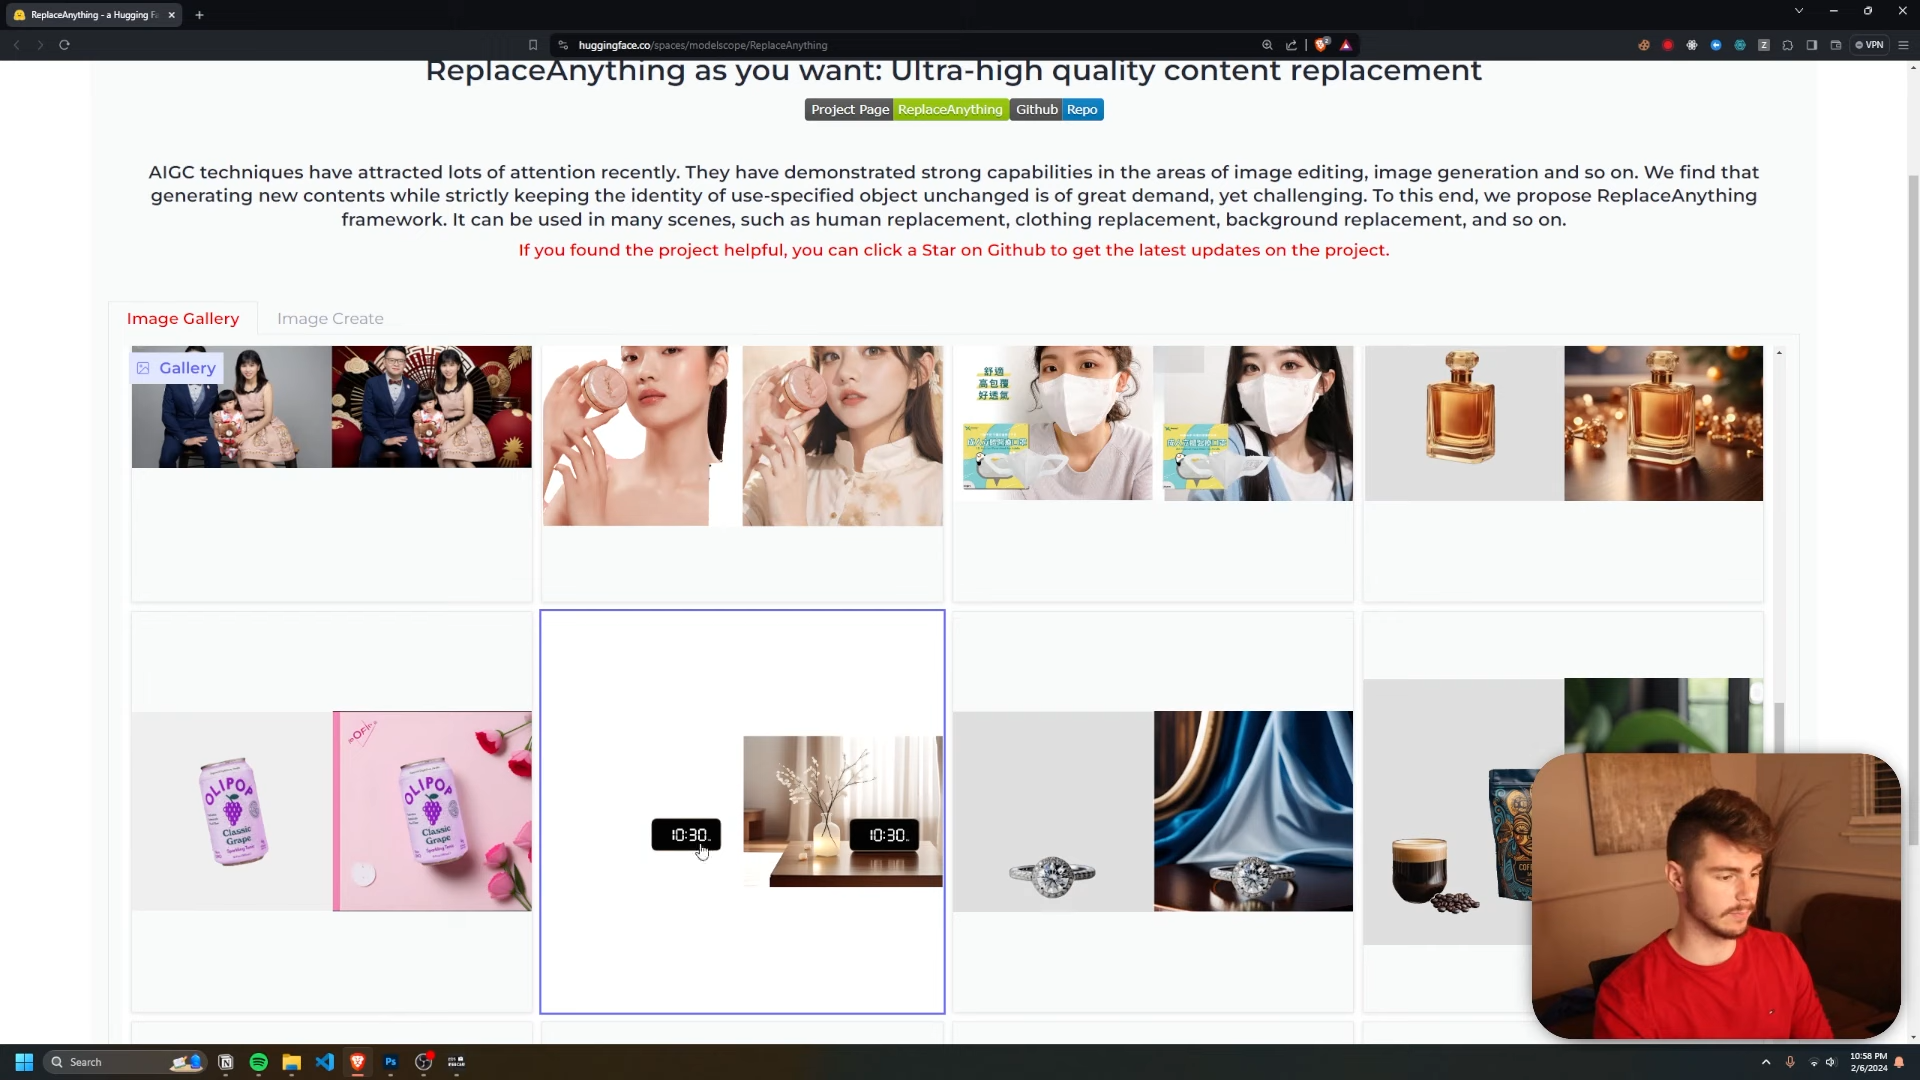 ReplaceAnything - a Hugging Fa
huggingface.co/spaces/modelscope/ReplaceAnything
VPN
ReplaceAnything as you want: Ultra-high quality content replacement
Project Page ReplaceAnything Github Repo
AIGC techniques have attracted lots of attention recently. They have demonstrated strong capabilities in the areas of image editing, image generation and so on. We find that
generating new contents while strictly keeping the identity of use-specified object unchanged is of great demand, yet challenging. To this end, we propose ReplaceAnything
framework. It can be used in many scenes, such as human replacement, clothing replacement, background replacement, and so on.
If you found the project helpful, you can click a Star on Github to get the latest updates on the project.
Image Gallery
Image Create
Gallery
舒適
高包覆
好透氣
OLIPOP
Classic
Grape
OLIPOP
Classic
Grape
10:30
10:30
Search
10:58 PM
2/6/2024